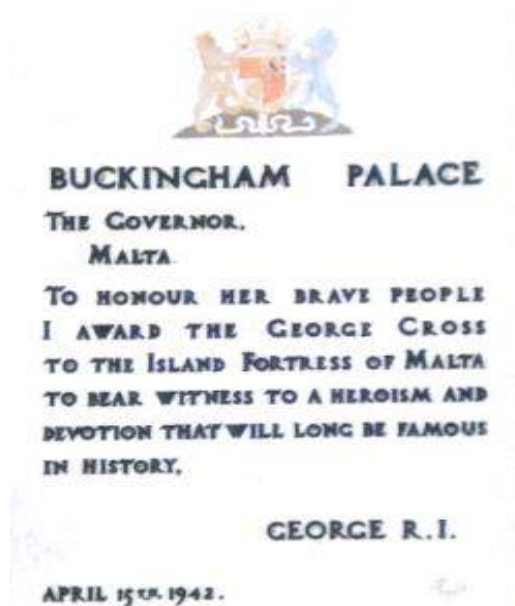 BUCKINGHAM PALACE
THE GOVERNOR,
MALTA
TO HONOUR HER BRAVE PEOPLE
I AWARD THE GEORGE CROSS
TO THE ISLAND FORTRESS OF MALTA
TO BEAR WITNESS TO A HEROISM AND
DEVOTION THAT WILL LONG BE FAMOUS
IN HISTORY,
GEORGE R.I.
APRIL 15TH. 1942.